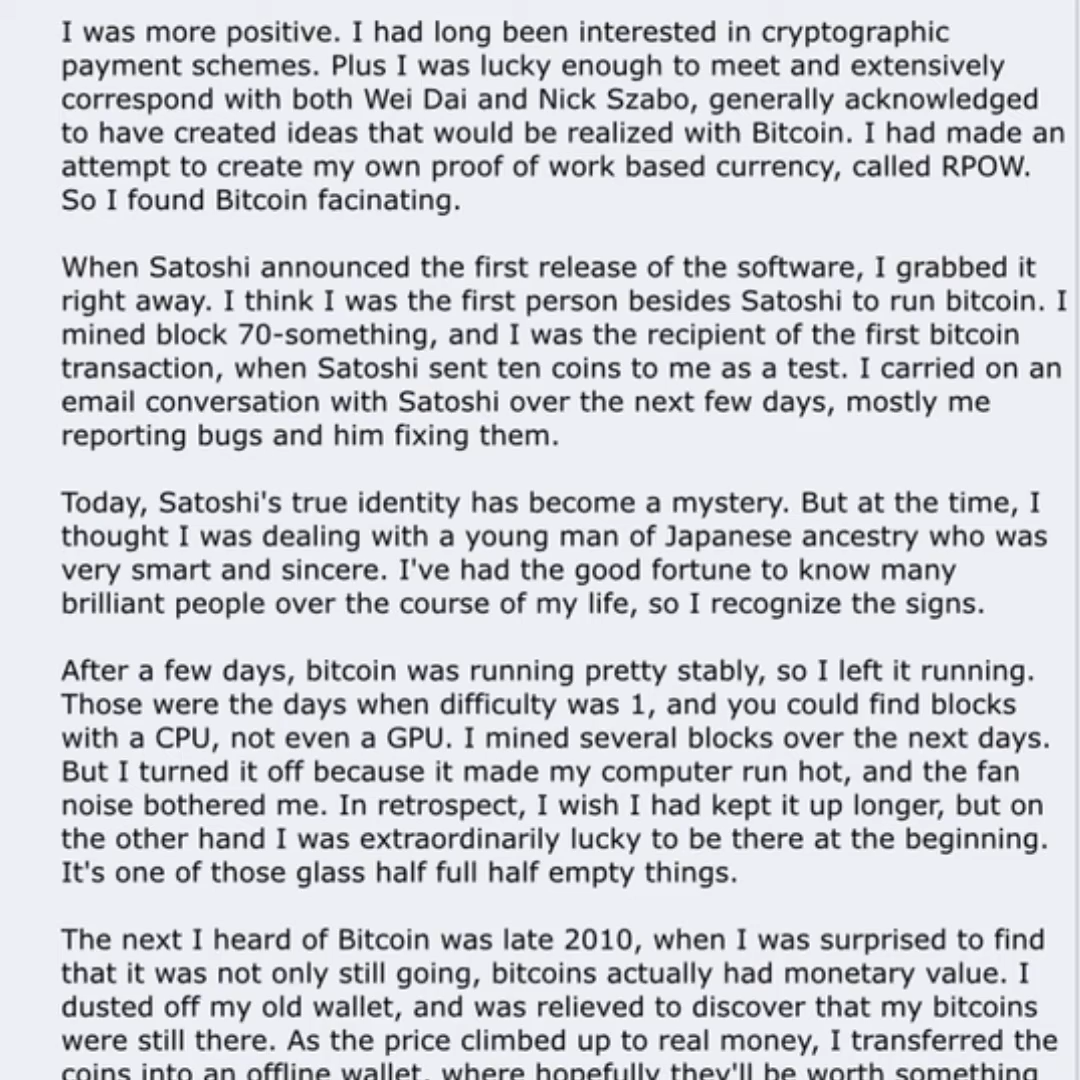 I was more positive. I had long been interested in cryptographic
payment schemes. Plus I was lucky enough to meet and extensively
correspond with both Wei Dai and Nick Szabo, generally acknowledged
to have created ideas that would be realized with Bitcoin. I had made an
attempt to create my own proof of work based currency, called RPOW.
So I found Bitcoin facinating.
When Satoshi announced the first release of the software, I grabbed it
right away. I think I was the first person besides Satoshi to run bitcoin. I
mined block 70-something, and I was the recipient of the first bitcoin
transaction, when Satoshi sent ten coins to me as a test. I carried on an
email conversation with Satoshi over the next few days, mostly me
reporting bugs and him fixing them.
Today, Satoshi's true identity has become a mystery. But at the time, I
thought I was dealing with a young man of Japanese ancestry who was
very smart and sincere. I've had the good fortune to know many
brilliant people over the course of my life, so I recognize the signs.
After a few days, bitcoin was running pretty stably, so I left it running.
Those were the days when difficulty was 1, and you could find blocks
with a CPU, not even a GPU. I mined several blocks over the next days.
But I turned it off because it made my computer run hot, and the fan
noise bothered me. In retrospect, I wish I had kept it up longer, but on
the other hand I was extraordinarily lucky to be there at the beginning.
It's one of those glass half full half empty things.
The next I heard of Bitcoin was late 2010, when I was surprised to find
that it was not only still going, bitcoins actually had monetary value. I
dusted off my old wallet, and was relieved to discover that my bitcoins
were still there. As the price climbed up to real money, I transferred the
coins into an offline wallet, where hopefully they'll be worth something